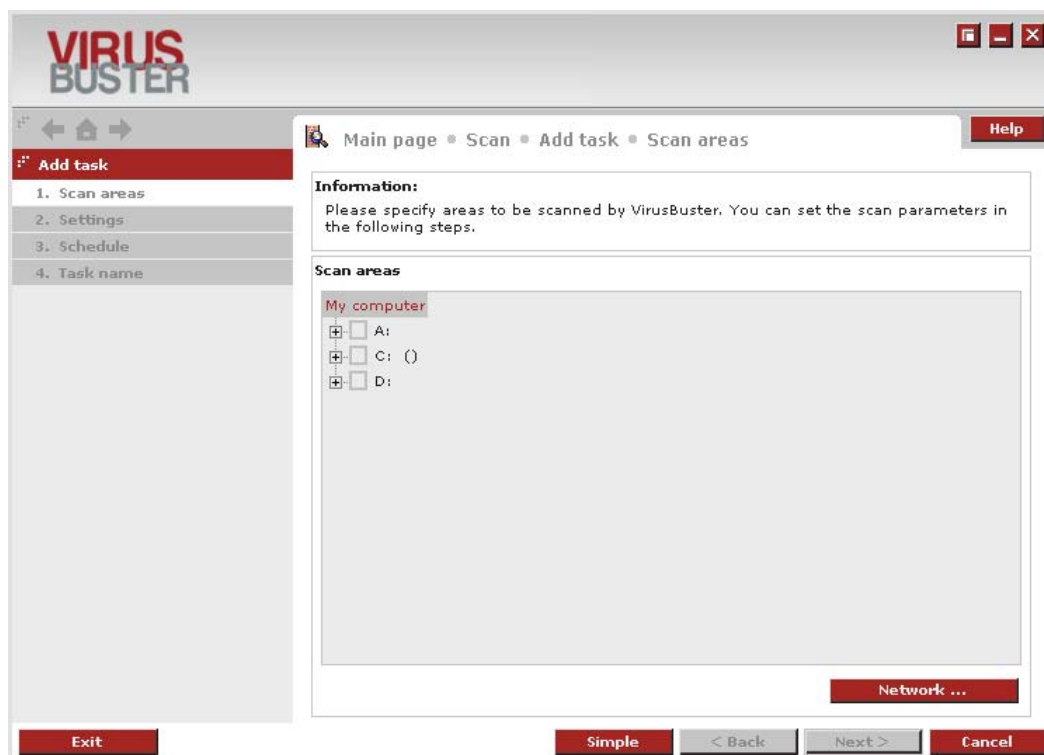 VIRUS
BUSTER
Main page • Scan • Add task • Scan areas
Help
Add task
1. Scan areas
2. Settings
3. Schedule
4. Task name
Information:
Please specify areas to be scanned by VirusBuster. You can set the scan parameters in
the following steps.
Scan areas
My computer
A:
C: ()
D:
Network ...
Exit
Simple
< Back
Next >
Cancel